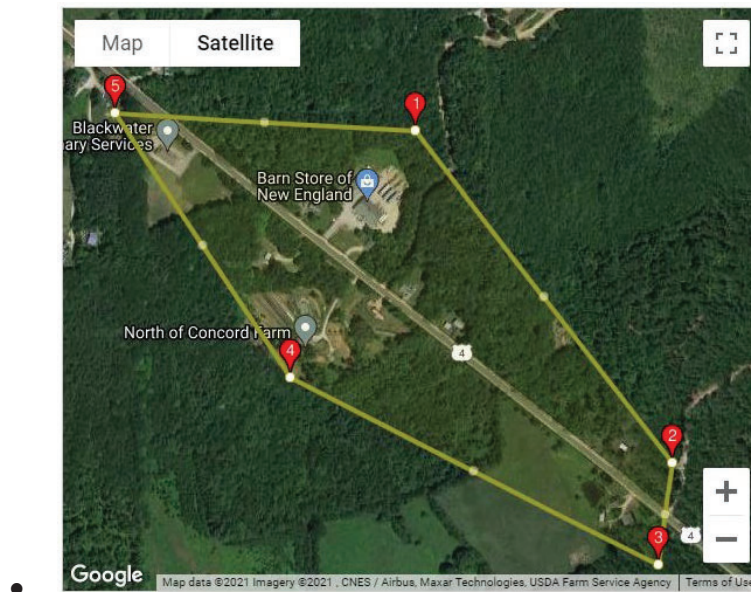 Map
Satellite
5
1
Blackwater
nary Services
Barn Store of
New England
North of Concord Farm
4
4
2
3
4
Google
Map data ©2021 Imagery ©2021 , CNES / Airbus, Maxar Technologies, USDA Farm Service Agency
Terms of Use